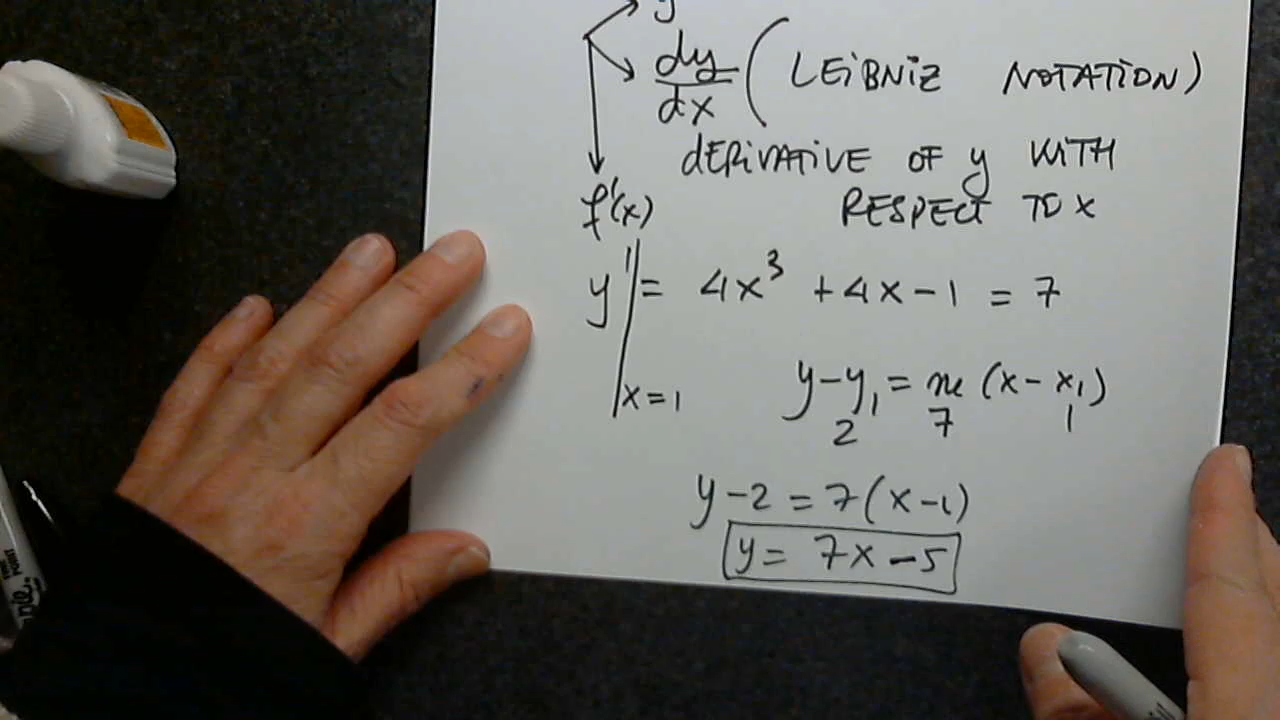 y
dy/dx ( LEIBNIZ NOTATION )
DERIVATIVE OF y WITH
RESPECT TO x
f'(x)
y' | = 4x³ + 4x - 1 = 7
x = 1
y - y₁ = m (x - x₁)
2 7 1
y - 2 = 7(x - 1)
y = 7x - 5